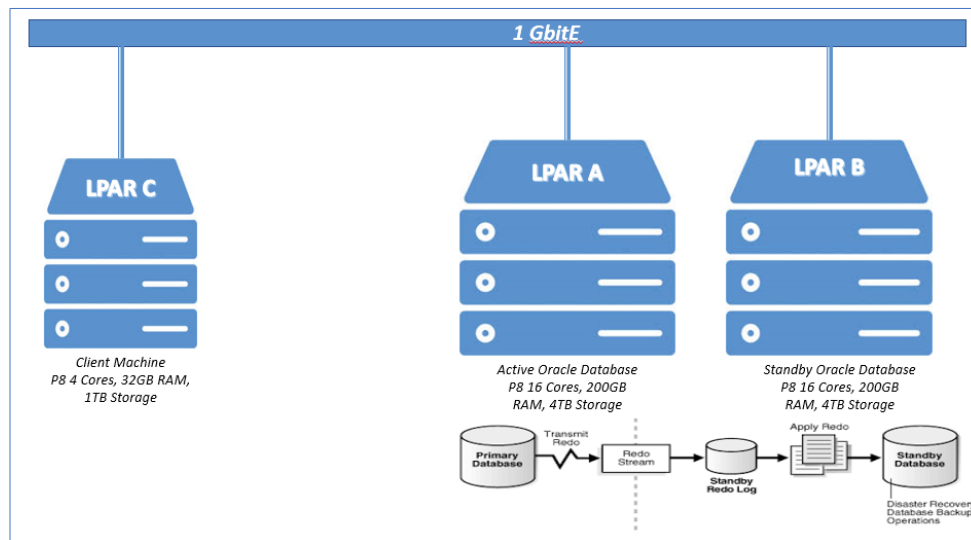 1 GbitE
LPAR C
LPAR A
LPAR B
Client Machine
P8 4 Cores, 32GB RAM,
1TB Storage
Active Oracle Database
P8 16 Cores, 200GB
RAM, 4TB Storage
Standby Oracle Database
P8 16 Cores, 200GB
RAM, 4TB Storage
Primary
Database
Transmit
Redo
Redo
Stream
Standby
Redo Log
Apply Redo
Standby
Database
Disaster Recovery
Database Backup
Operations